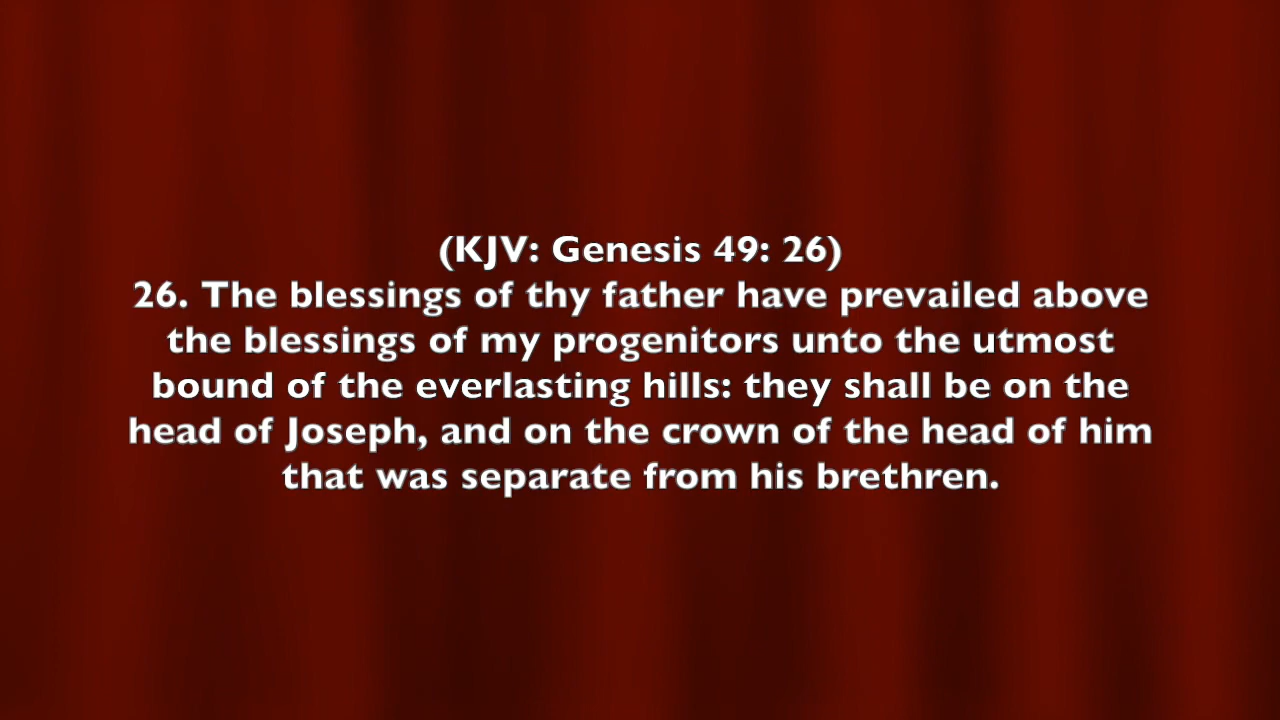 (KJV: Genesis 49: 26)
26. The blessings of thy father have prevailed above
the blessings of my progenitors unto the utmost
bound of the everlasting hills: they shall be on the
head of Joseph, and on the crown of the head of him
that was separate from his brethren.